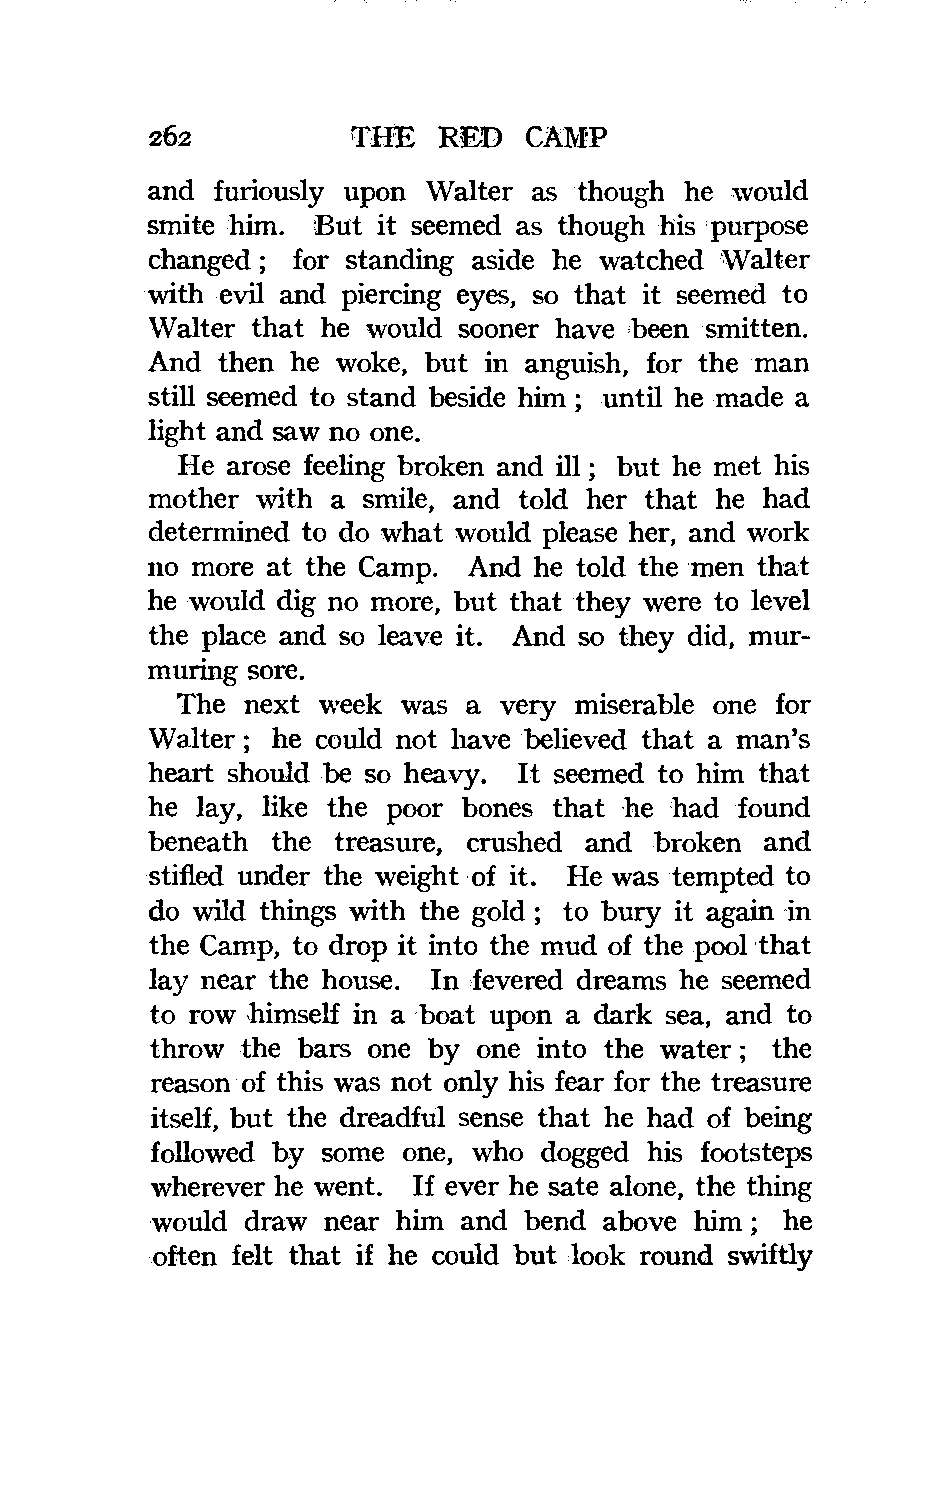 262 THE RED CAMP
and furiously upon Walter as though he would
smite him. But it seemed as though his purpose
changed ; for standing aside he watched Walter
with evil and piercing eyes, so that it seemed to
Walter that he would sooner have been smitten.
And then he woke, but in anguish, for the man
still seemed to stand beside him ; until he made a
light and saw no one.
He arose feeling broken and ill ; but he met his
mother with a smile, and told her that he had
determined to do what would please her, and work
no more at the Camp. And he told the men that
he would dig no more, but that they were to level
the place and so leave it. And so they did, mur-
muring sore.
The next week was a very miserable one for
Walter ; he could not have believed that a man's
heart should be so heavy. It seemed to him that
he lay, like the poor bones that he had found
beneath the treasure, crushed and broken and
stifled under the weight of it. He was tempted to
do wild things with the gold ; to bury it again in
the Camp, to drop it into the mud of the pool that
lay near the house. In fevered dreams he seemed
to row himself in a boat upon a dark sea, and to
throw the bars one by one into the water ; the
reason of this was not only his fear for the treasure
itself, but the dreadful sense that he had of being
followed by some one, who dogged his footsteps
wherever he went. If ever he sate alone, the thing
would draw near him and bend above him ; he
often felt that if he could but look round swiftly